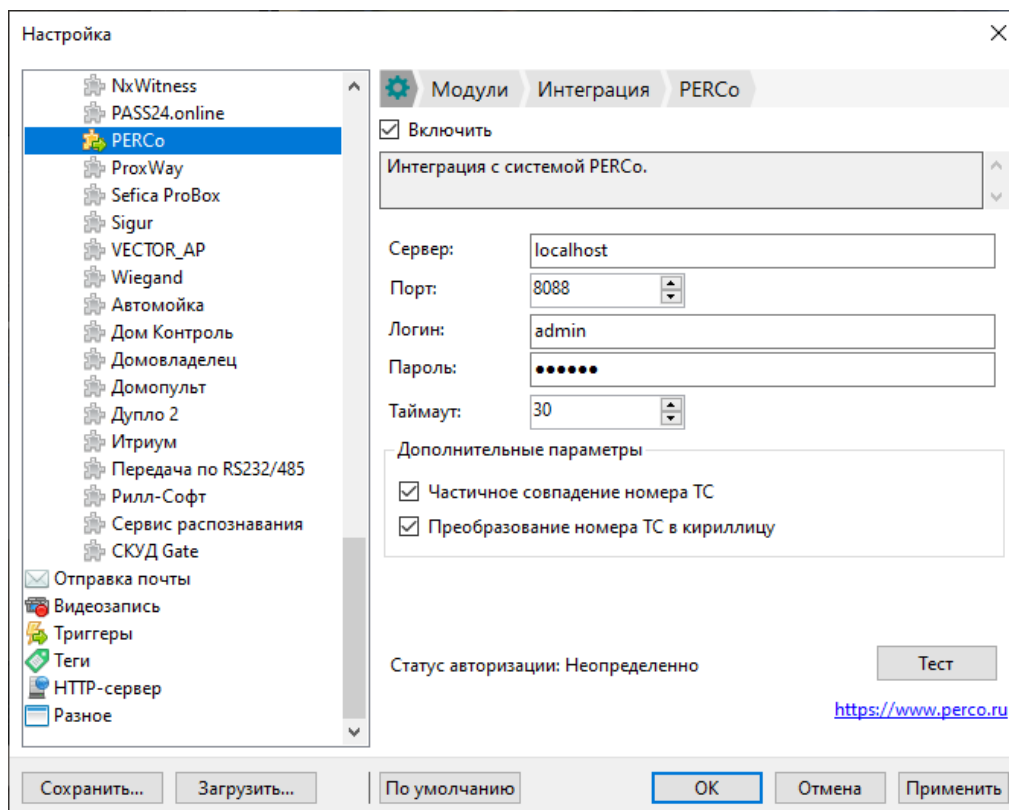 Настройка
NxWitness
PASS24.online
PERCo
ProxWay
Sefica ProBox
Sigur
VECTOR_AP
Wiegand
Автомойка
Дом Контроль
Домовладелец
Домопульт
Дупло 2
Итриум
Передача по RS232/485
Рилл-Софт
Сервис распознавания
СКУД Gate
Отправка почты
Видеозапись
Триггеры
Теги
HTTP-сервер
Разное
Модули Интеграция PERCo
Включить
Интеграция с системой PERCo.
Сервер: localhost
Порт: 8088
Логин: admin
Пароль: ••••••
Таймаут: 30
Дополнительные параметры
Частичное совпадение номера ТС
Преобразование номера ТС в кириллицу
Статус авторизации: Неопределенно Тест
https://www.perco.ru
Сохранить... Загрузить... По умолчанию OK Отмена Применить